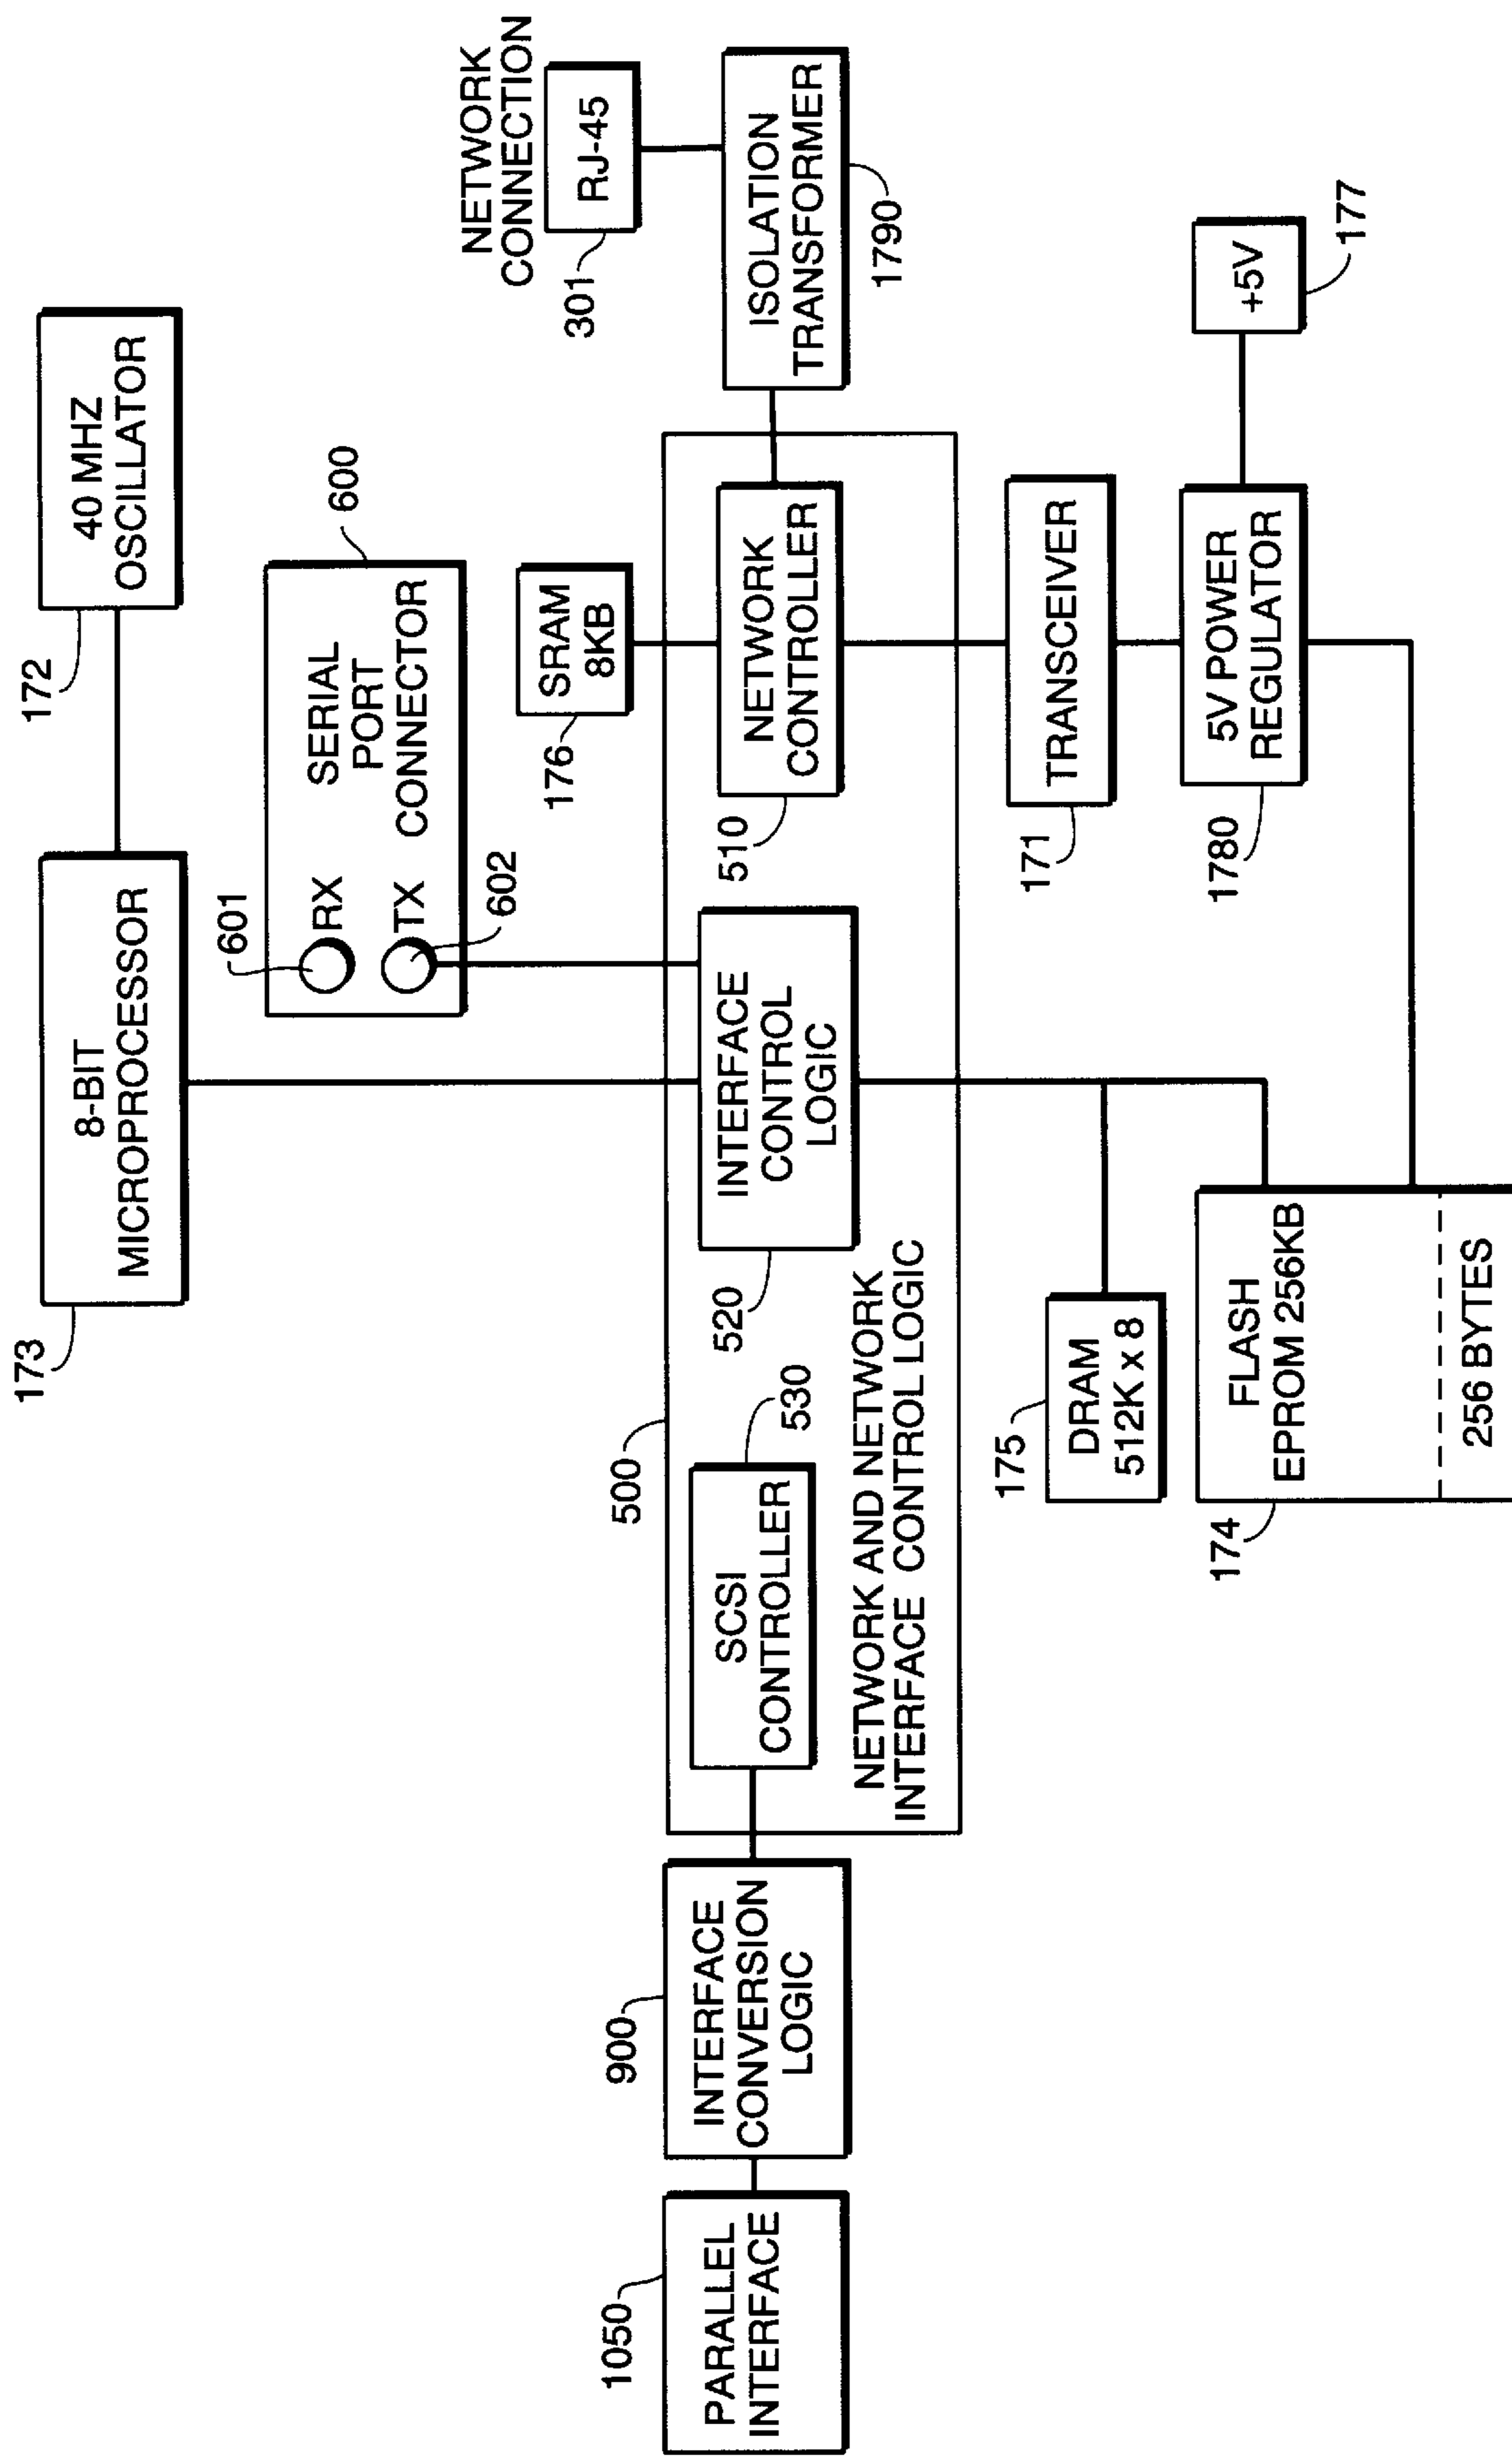 173
8-BIT
MICROPROCESSOR
172
40 MHZ
OSCILLATOR
601
RX
TX
602
SERIAL
PORT
CONNECTOR
600
NETWORK
CONNECTION
301
RJ-45
176
SRAM
8KB
1050
PARALLEL
INTERFACE
900
INTERFACE
CONVERSION
LOGIC
500
SCSI
CONTROLLER
530
520
INTERFACE
CONTROL
LOGIC
510
NETWORK
CONTROLLER
ISOLATION
TRANSFORMER
1790
NETWORK AND NETWORK
INTERFACE CONTROL LOGIC
175
DRAM
512K x 8
171
TRANSCEIVER
174
FLASH
EPROM 256KB
256 BYTES
1780
5V POWER
REGULATOR
+5V
177